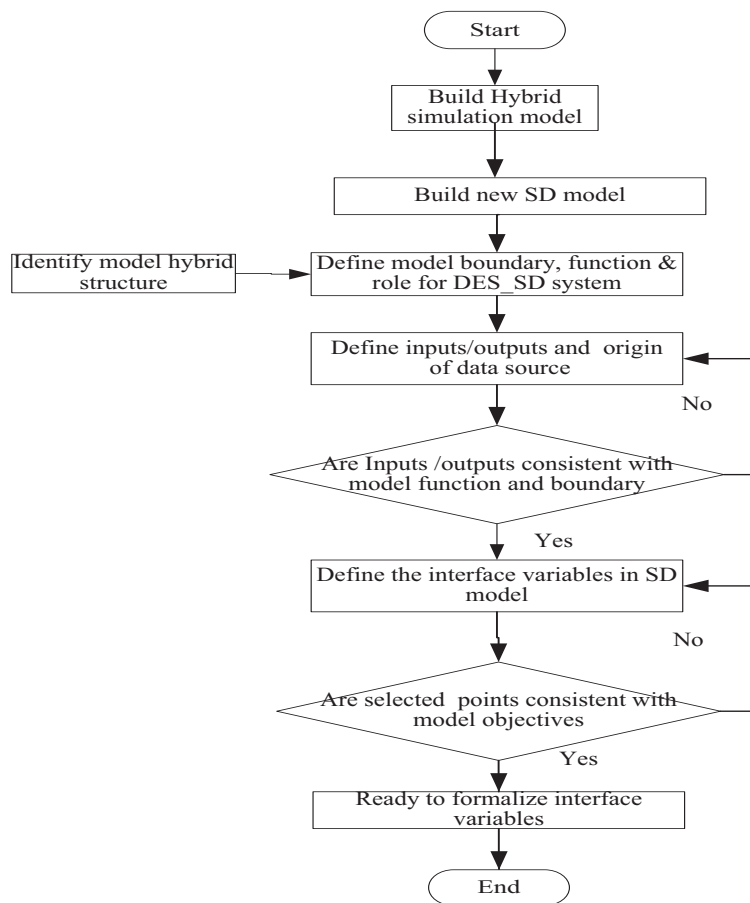 Start
Build Hybrid
simulation model
Build new SD model
Identify model hybrid
structure
Define model boundary, function &
role for DES_SD system
Define inputs/outputs and origin
of data source
No
Are Inputs /outputs consistent with
model function and boundary
Yes
Define the interface variables in SD
model
No
Are selected points consistent with
model objectives
Yes
Ready to formalize interface
variables
End